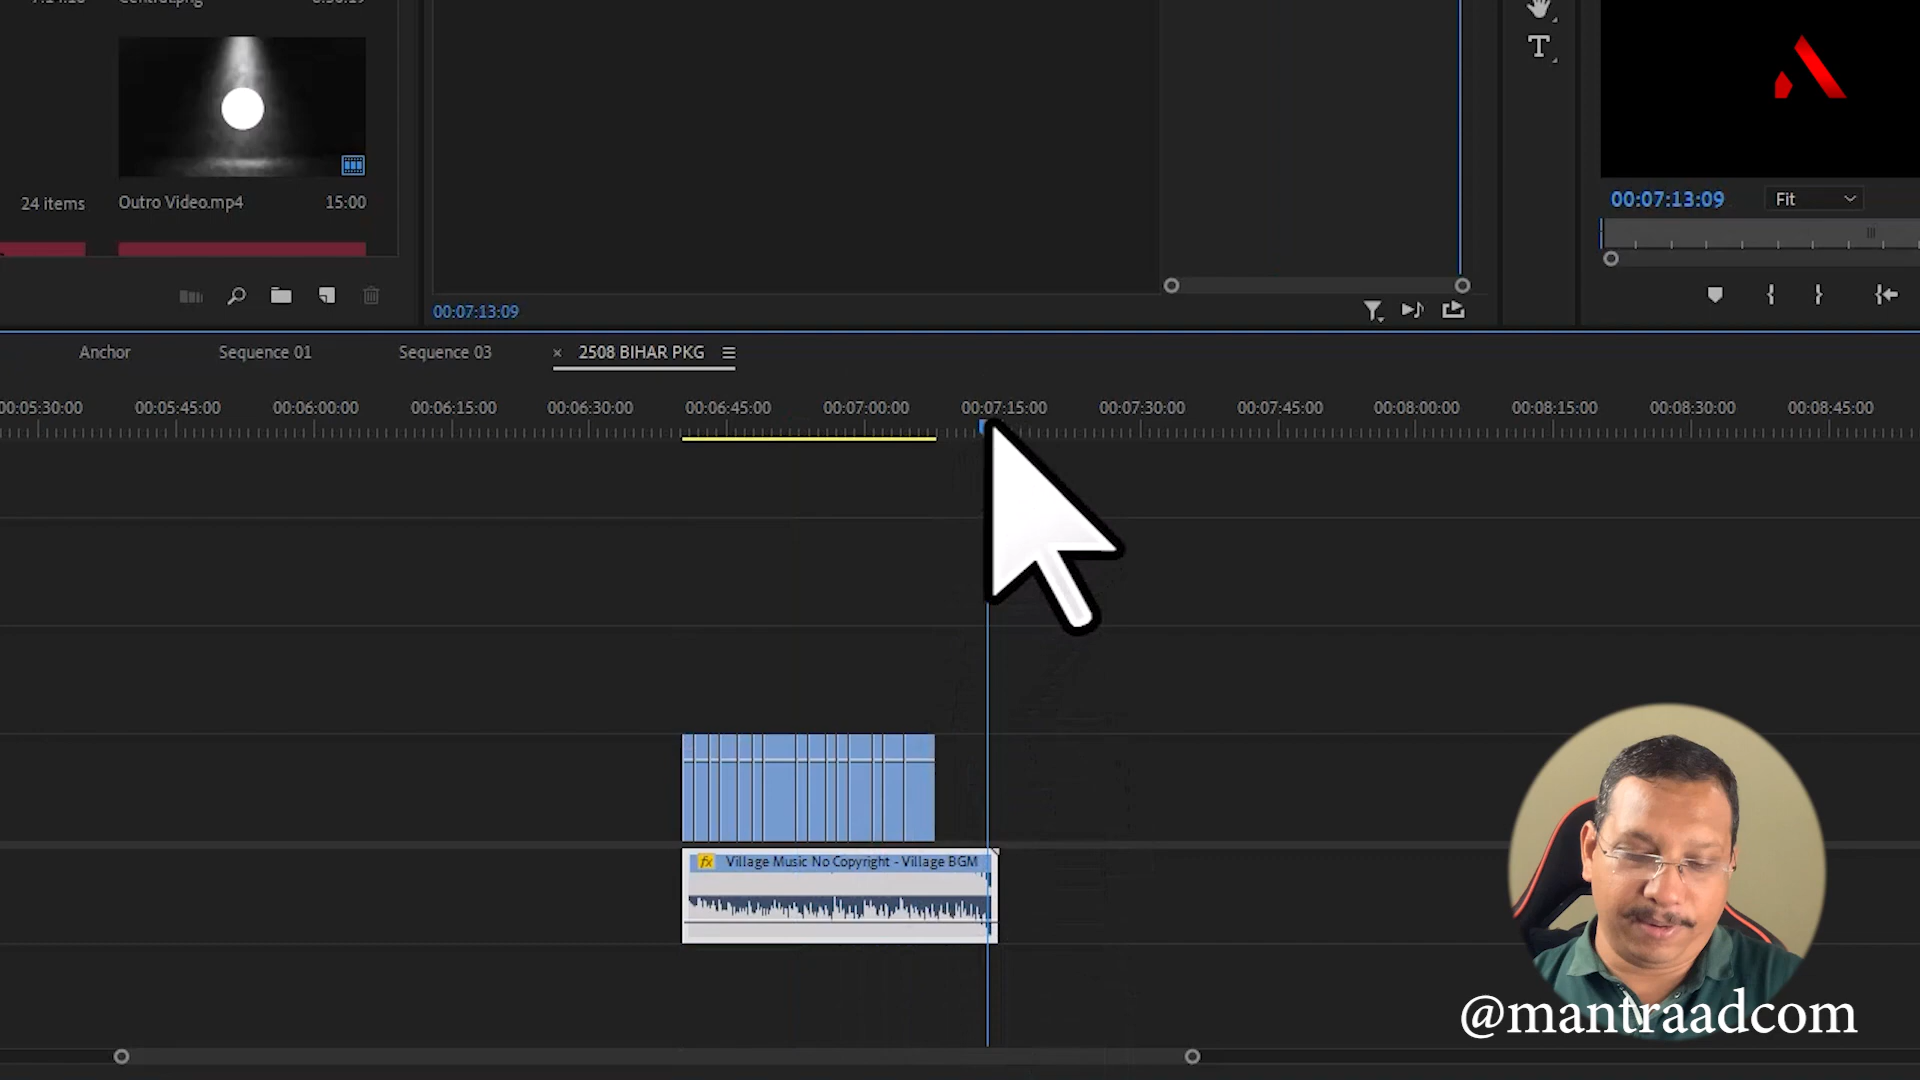 24 items
Outro Video.mp4
15:00
T
00:07:13:09
Fit
00:07:13:09
Anchor
Sequence 01
Sequence 03
× 2508 BIHAR PKG
00:05:30:00
00:05:45:00
00:06:00:00
00:06:15:00
00:06:30:00
00:06:45:00
00:07:00:00
00:07:15:00
00:07:30:00
00:07:45:00
00:08:00:00
00:08:15:00
00:08:30:00
00:08:45:00
fx Village Music No Copyright - Village BGM
@mantraadcom